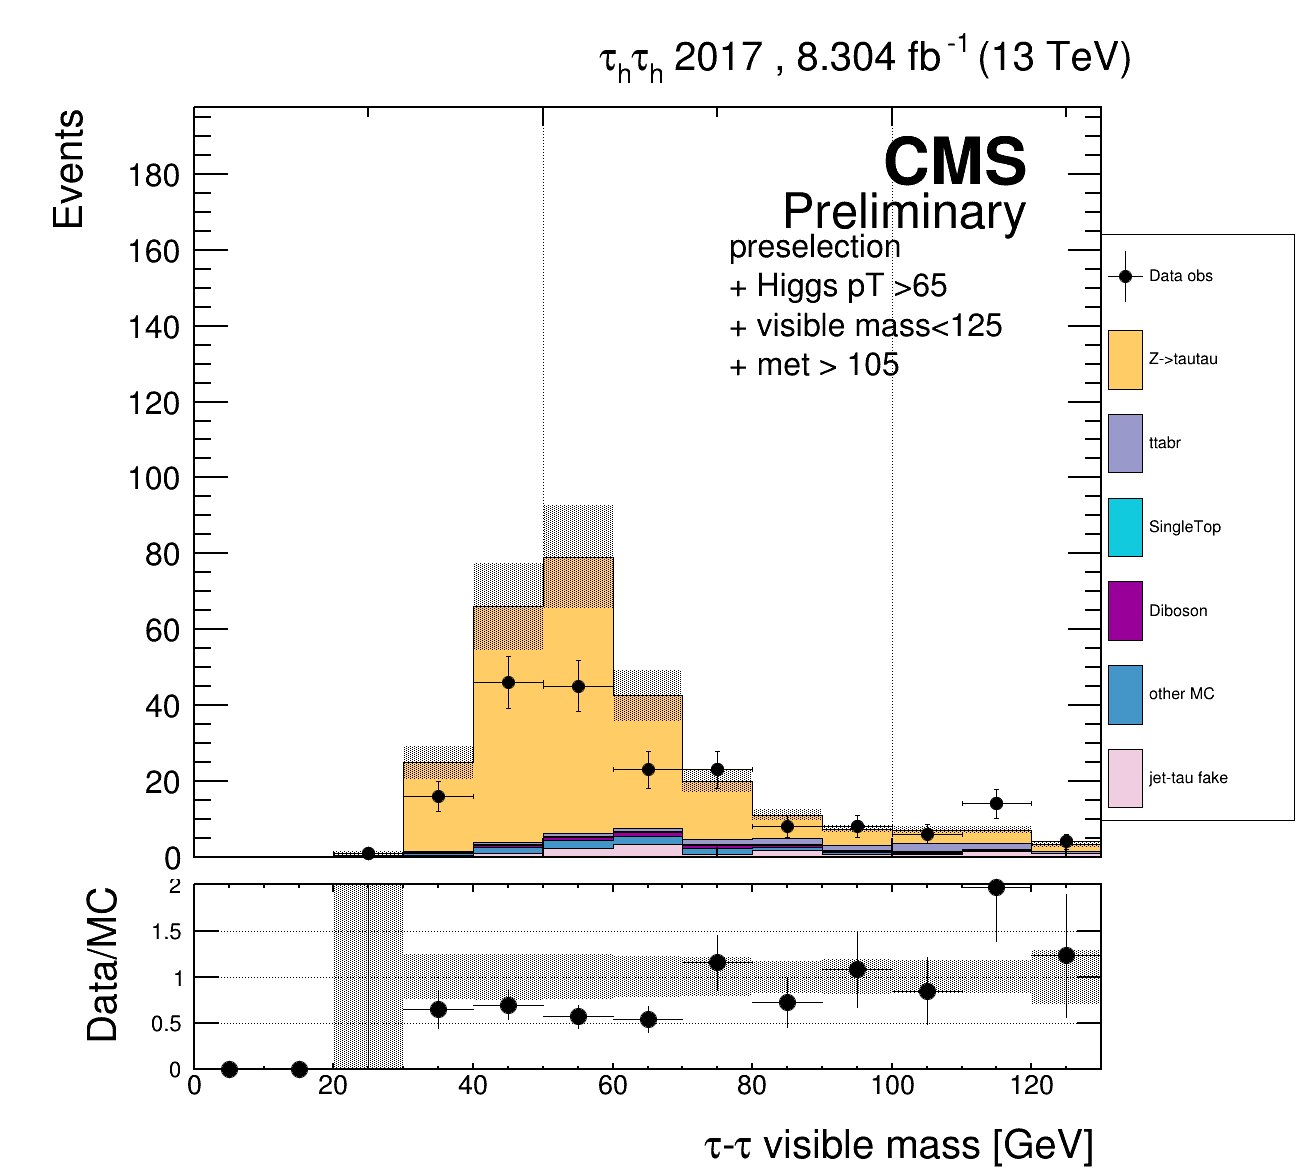 τhτh 2017 , 8.304 fb-1 (13 TeV)
Events
180
160
140
120
100
80
60
40
20
0
CMS
Preliminary
preselection
+ Higgs pT >65
+ visible mass<125
+ met > 105
Data obs
Z->tautau
ttabr
SingleTop
Diboson
other MC
jet-tau fake
Data/MC
2
1.5
1
0.5
0
0 20 40 60 80 100 120
τ-τ visible mass [GeV]